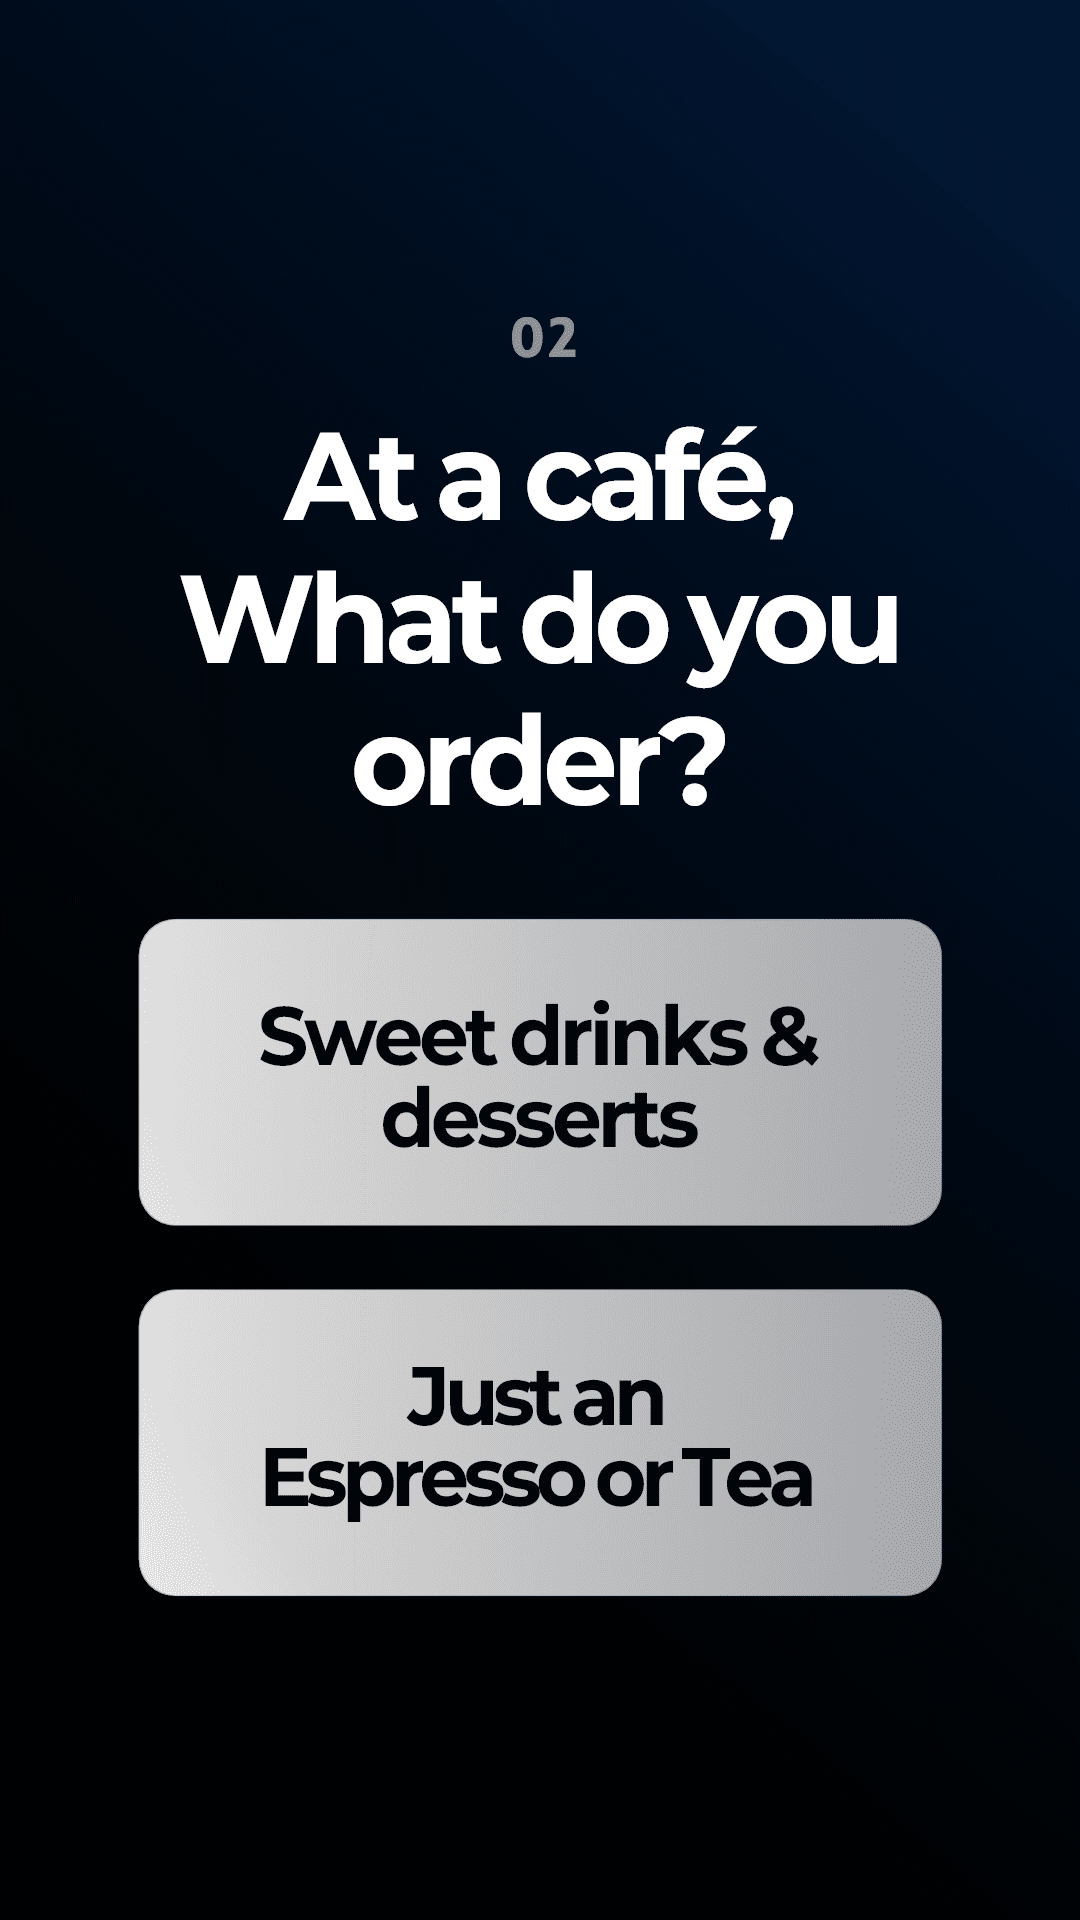 02
At a café,
What do you
order?
Sweet drinks &
desserts
Just an
Espresso or Tea